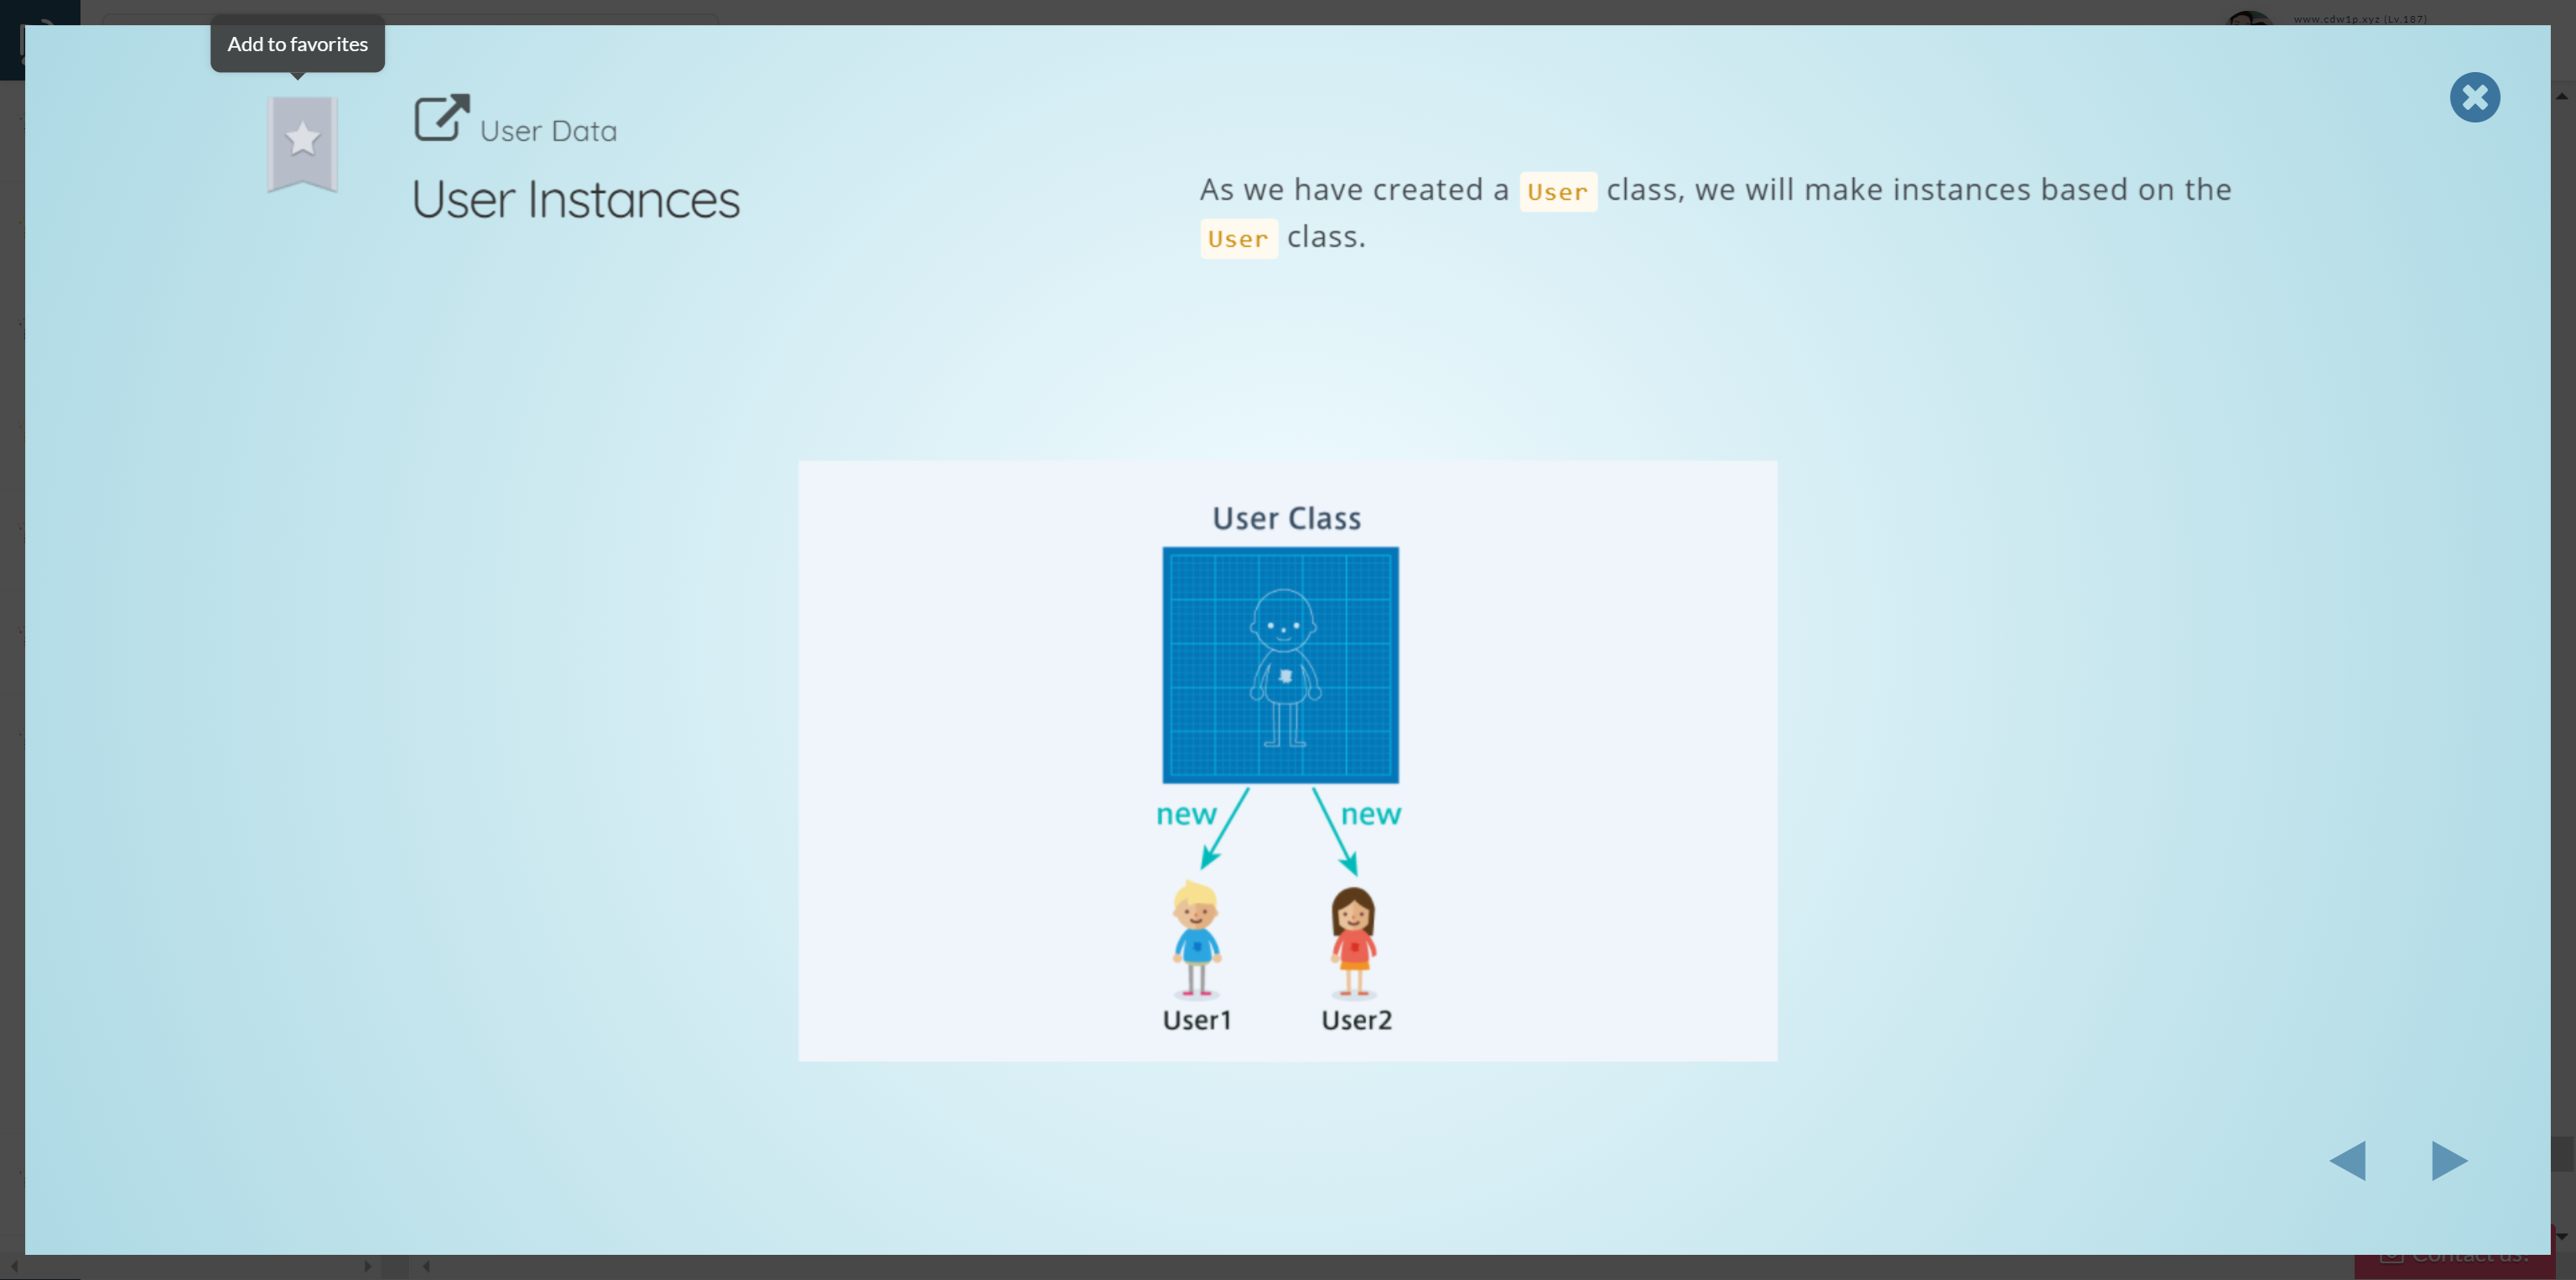 www.cdw1p.xyz (Lv.187)
Add to favorites
User Data
User Instances
As we have created a User class, we will make instances based on the
User class.
User Class
new new
User1 User2
Contact us!